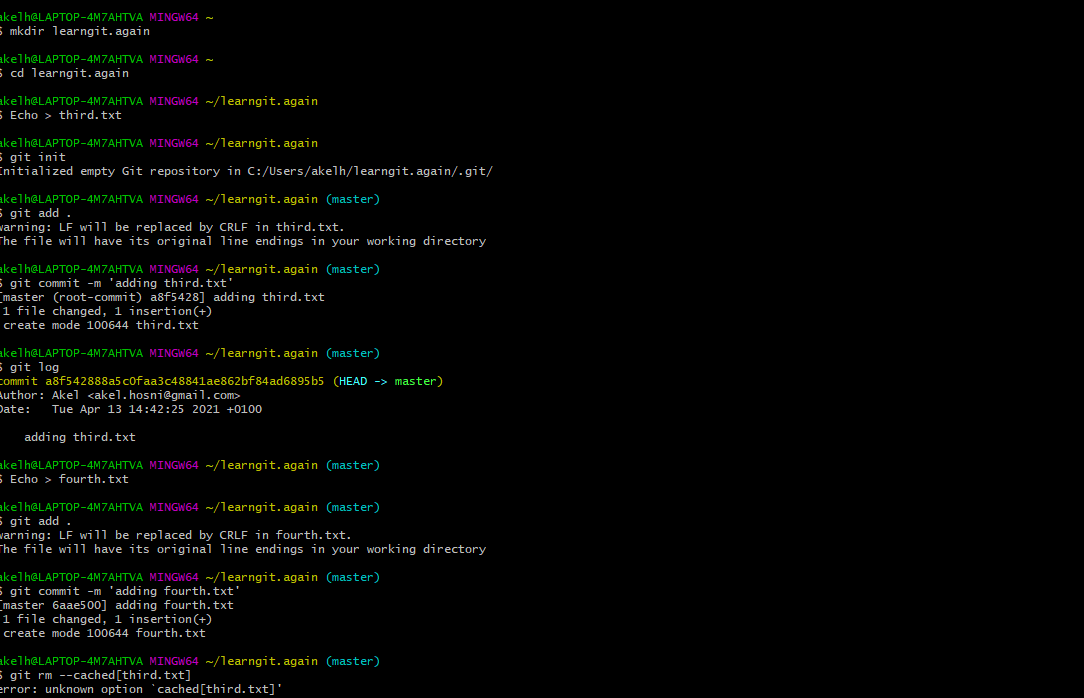 akelh@LAPTOP-4M7AHTVA MINGW64 ~
$ mkdir learngit.again
akelh@LAPTOP-4M7AHTVA MINGW64 ~
$ cd learngit.again
akelh@LAPTOP-4M7AHTVA MINGW64 ~/learngit.again
$ Echo > third.txt
akelh@LAPTOP-4M7AHTVA MINGW64 ~/learngit.again
$ git init
Initialized empty Git repository in C:/Users/akelh/learngit.again/.git/
akelh@LAPTOP-4M7AHTVA MINGW64 ~/learngit.again (master)
$ git add .
warning: LF will be replaced by CRLF in third.txt.
The file will have its original line endings in your working directory
akelh@LAPTOP-4M7AHTVA MINGW64 ~/learngit.again (master)
$ git commit -m 'adding third.txt'
[master (root-commit) a8f5428] adding third.txt
1 file changed, 1 insertion(+)
create mode 100644 third.txt
akelh@LAPTOP-4M7AHTVA MINGW64 ~/learngit.again (master)
$ git log
commit a8f542888a5c0faa3c48841ae862bf84ad6895b5 (HEAD -> master)
Author: Akel <akel.hosni@gmail.com>
Date:   Tue Apr 13 14:42:25 2021 +0100
adding third.txt
akelh@LAPTOP-4M7AHTVA MINGW64 ~/learngit.again (master)
$ Echo > fourth.txt
akelh@LAPTOP-4M7AHTVA MINGW64 ~/learngit.again (master)
$ git add .
warning: LF will be replaced by CRLF in fourth.txt.
The file will have its original line endings in your working directory
akelh@LAPTOP-4M7AHTVA MINGW64 ~/learngit.again (master)
$ git commit -m 'adding fourth.txt'
[master 6aae500] adding fourth.txt
1 file changed, 1 insertion(+)
create mode 100644 fourth.txt
akelh@LAPTOP-4M7AHTVA MINGW64 ~/learngit.again (master)
$ git rm --cached[third.txt]
error: unknown option `cached[third.txt]'